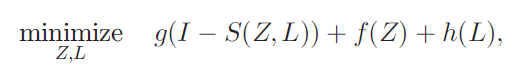 minimize g(I − S(Z, L)) + f(Z) + h(L),
Z,L